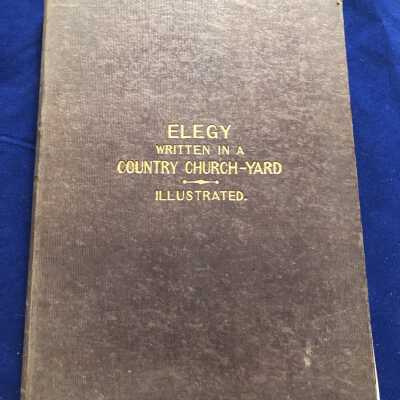 ELEGY
WRITTEN IN A
COUNTRY CHURCH-YARD
ILLUSTRATED.